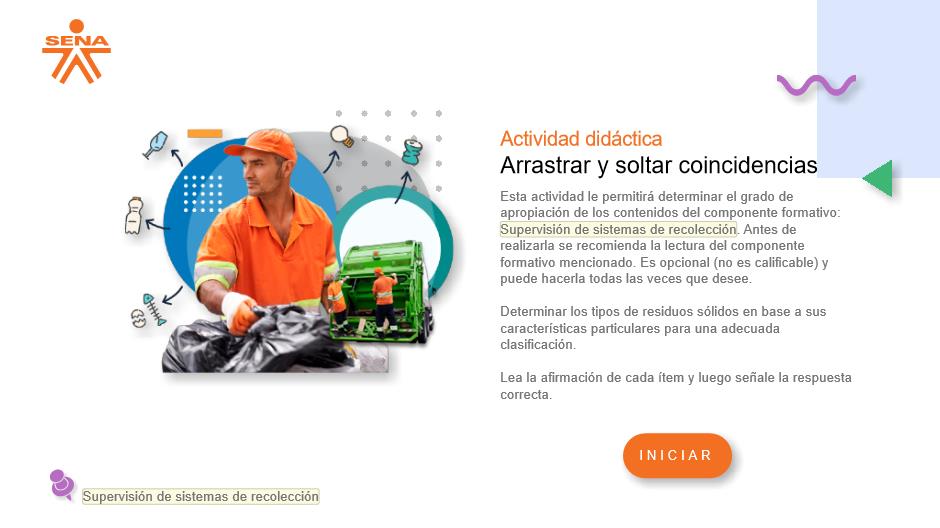 SENA
Actividad didáctica
Arrastrar y soltar coincidencias
Esta actividad le permitirá determinar el grado de
apropiación de los contenidos del componente formativo:
Supervisión de sistemas de recolección. Antes de
realizarla se recomienda la lectura del componente
formativo mencionado. Es opcional (no es calificable) y
puede hacerla todas las veces que desee.
Determinar los tipos de residuos sólidos en base a sus
características particulares para una adecuada
clasificación.
Lea la afirmación de cada ítem y luego señale la respuesta
correcta.
INICIAR
Supervisión de sistemas de recolección